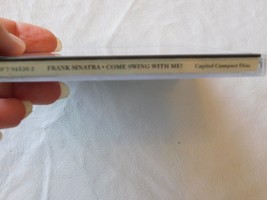 FRANK SINATRA • COME SWING WITH ME! Capitol Compact Disc